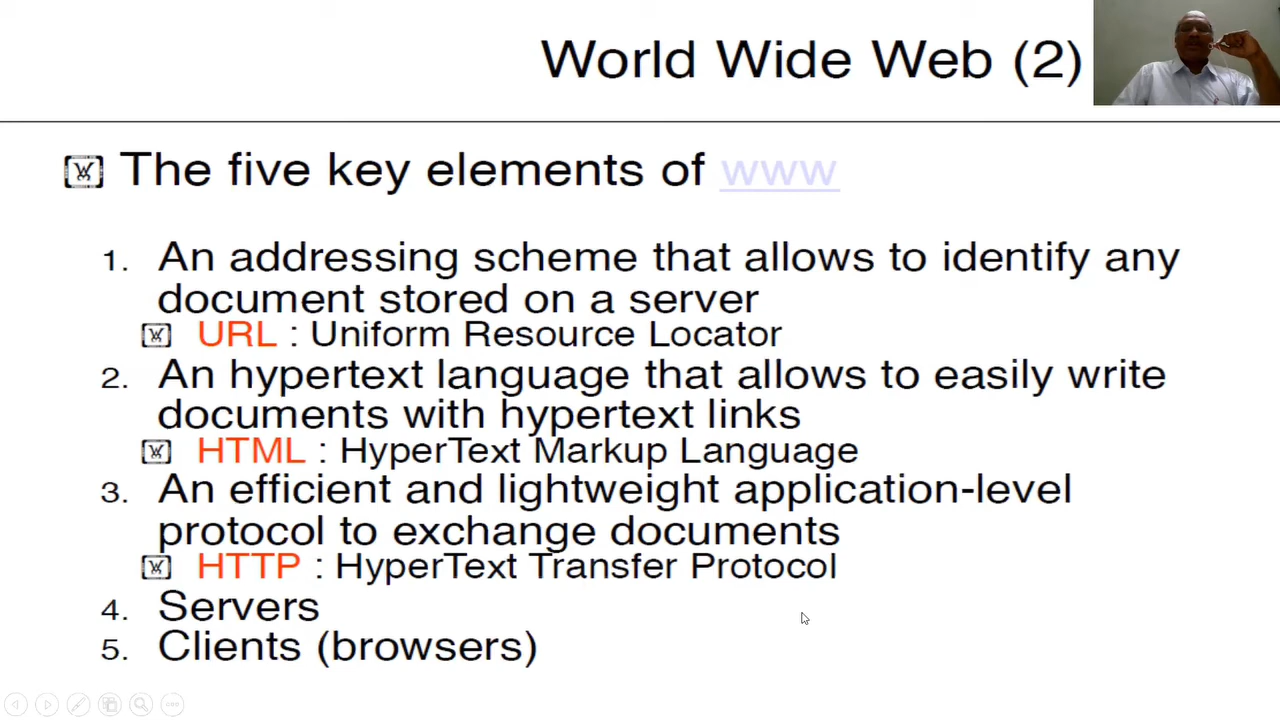 World Wide Web (2)
The five key elements of www
1. An addressing scheme that allows to identify any
document stored on a server
URL : Uniform Resource Locator
2. An hypertext language that allows to easily write
documents with hypertext links
HTML : HyperText Markup Language
3. An efficient and lightweight application-level
protocol to exchange documents
HTTP : HyperText Transfer Protocol
4. Servers
5. Clients (browsers)